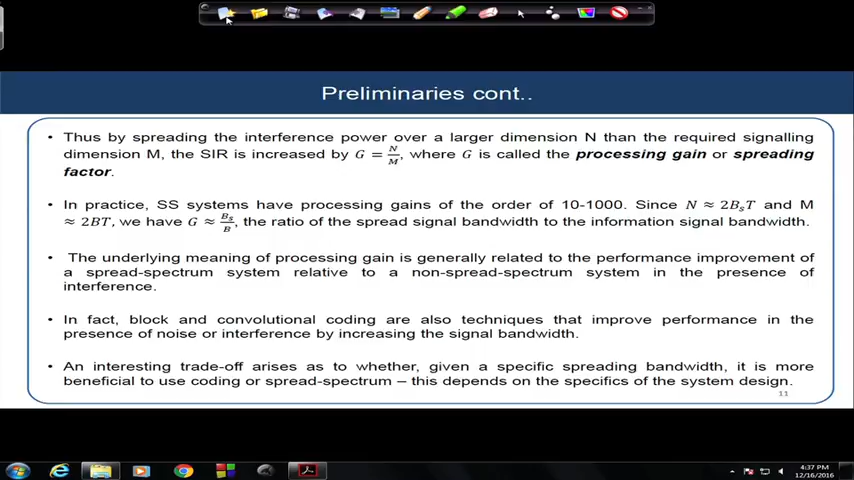 Preliminaries cont..
• Thus by spreading the interference power over a larger dimension N than the required signalling
dimension M, the SIR is increased by G = N/M, where G is called the processing gain or spreading
factor.
• In practice, SS systems have processing gains of the order of 10-1000. Since N ≈ 2BₛT and M
≈ 2BT, we have G ≈ Bₛ/B, the ratio of the spread signal bandwidth to the information signal bandwidth.
• The underlying meaning of processing gain is generally related to the performance improvement of
a spread-spectrum system relative to a non-spread-spectrum system in the presence of
interference.
• In fact, block and convolutional coding are also techniques that improve performance in the
presence of noise or interference by increasing the signal bandwidth.
• An interesting trade-off arises as to whether, given a specific spreading bandwidth, it is more
beneficial to use coding or spread-spectrum – this depends on the specifics of the system design.
11
4:37 PM
12/16/2016